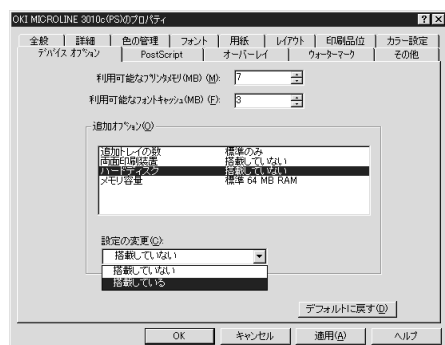 OKI MICROLINE 3010c(PS)のプロパティ
全般 詳細 色の管理 フォント 用紙 レイアウト 印刷品位 カラー設定
デバイス オプション PostScript オーバーレイ ウォーターマーク その他
利用可能なプリンタメモリ(MB) (M): 7
利用可能なフォントキャッシュ(MB) (F): 3
追加オプション(O)
追加トレイの数 標準のみ
両面印刷装置 搭載していない
ハードディスク 搭載していない
メモリ容量 標準 64 MB RAM
設定の変更(C):
搭載していない
搭載していない
搭載している
デフォルトに戻す(D)
OK キャンセル 適用(A) ヘルプ